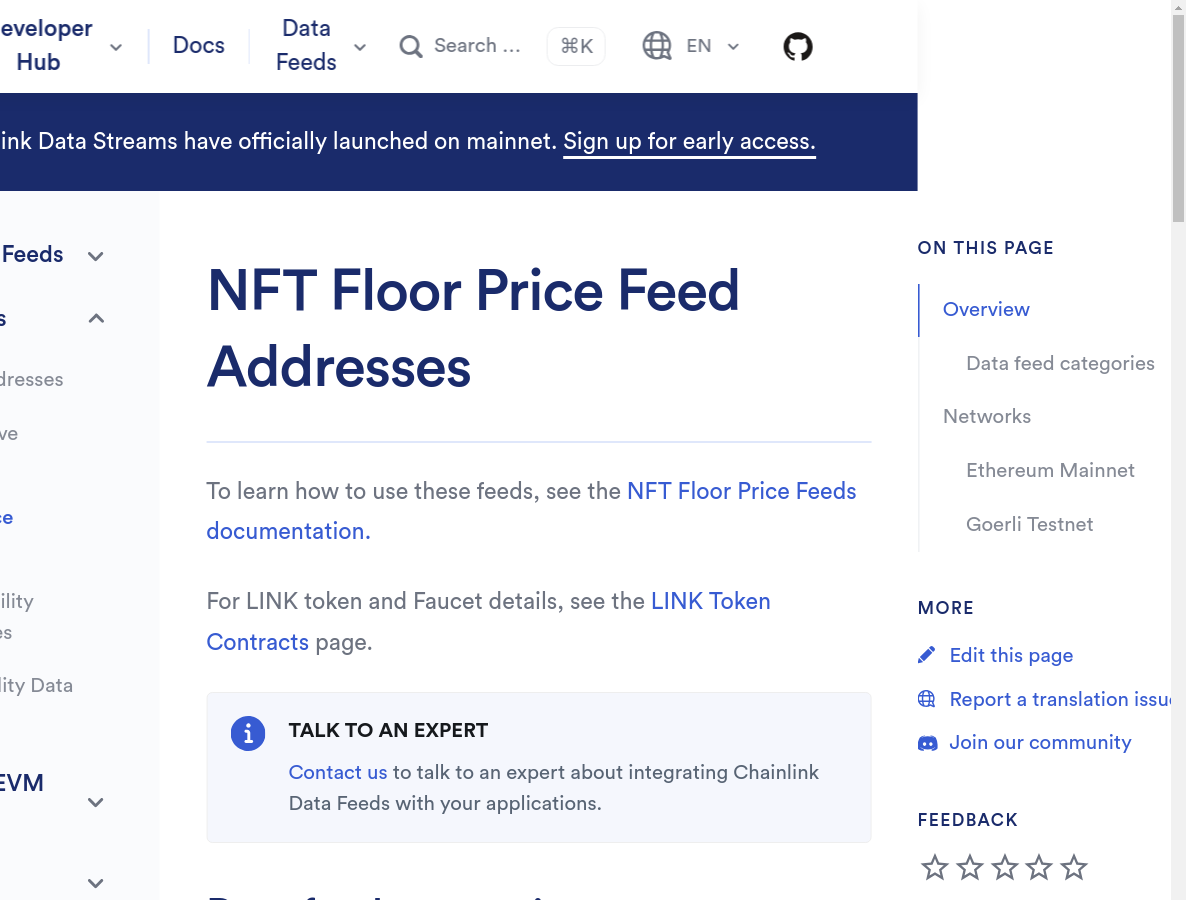 eveloper
Hub
Docs
Data
Feeds
Search ...
⌘K
EN
ink Data Streams have officially launched on mainnet. Sign up for early access.
Feeds
s
dresses
ve
ce
ility
es
lity Data
EVM
NFT Floor Price Feed
Addresses
To learn how to use these feeds, see the NFT Floor Price Feeds
documentation.
For LINK token and Faucet details, see the LINK Token
Contracts page.
TALK TO AN EXPERT
Contact us to talk to an expert about integrating Chainlink
Data Feeds with your applications.
ON THIS PAGE
Overview
Data feed categories
Networks
Ethereum Mainnet
Goerli Testnet
MORE
Edit this page
Report a translation issue
Join our community
FEEDBACK